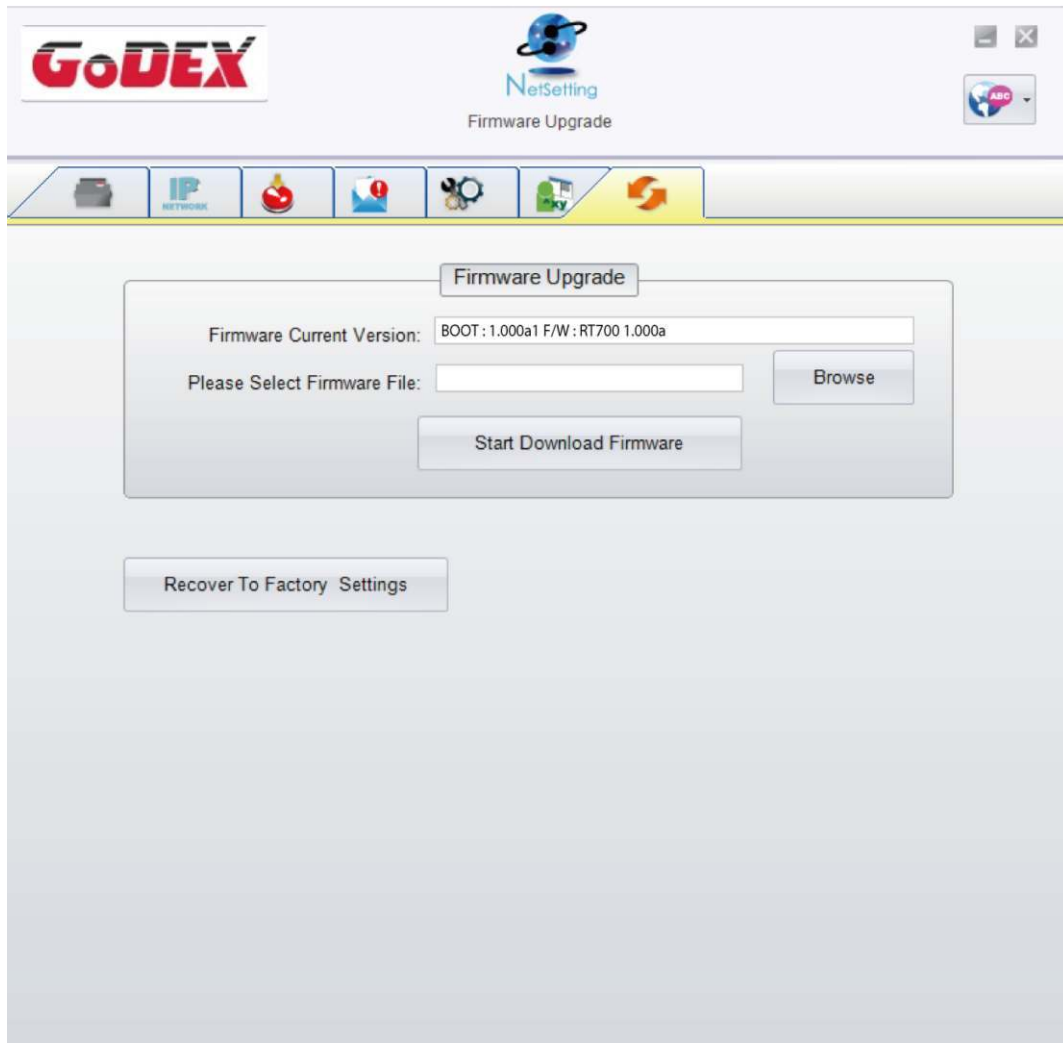 GoDEX
NetSetting
Firmware Upgrade
ABC
IP
NETWORK
xy
Firmware Upgrade
Firmware Current Version:
BOOT : 1.000a1 F/W : RT700 1.000a
Please Select Firmware File:
Browse
Start Download Firmware
Recover To Factory Settings